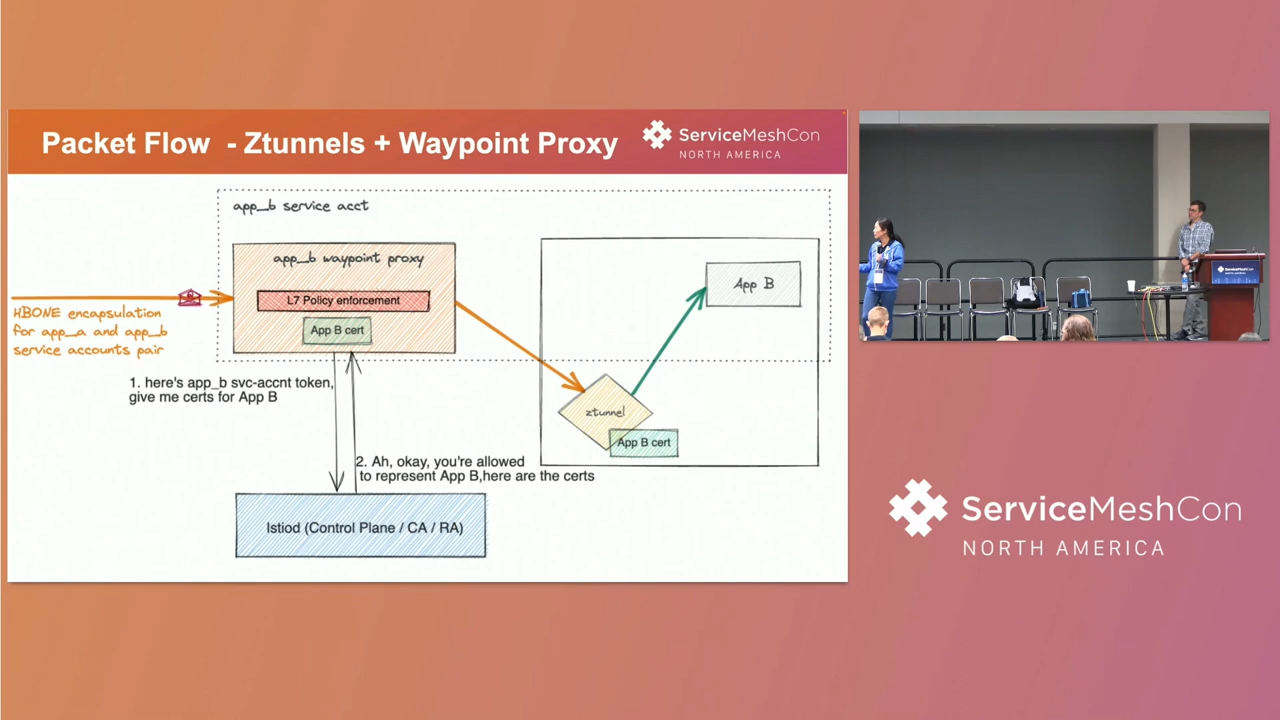 Packet Flow - Ztunnels + Waypoint Proxy
ServiceMeshCon
NORTH AMERICA
app_b service acct
app_b waypoint proxy
L7 Policy enforcement
App B cert
HBONE encapsulation
for app_a and app_b
service accounts pair
1. here's app_b svc-accnt token,
give me certs for App B
2. Ah, okay, you're allowed
to represent App B,here are the certs
Istiod (Control Plane / CA / RA)
App B
ztunnel
App B cert
ServiceMeshCon
ServiceMeshCon
NORTH AMERICA